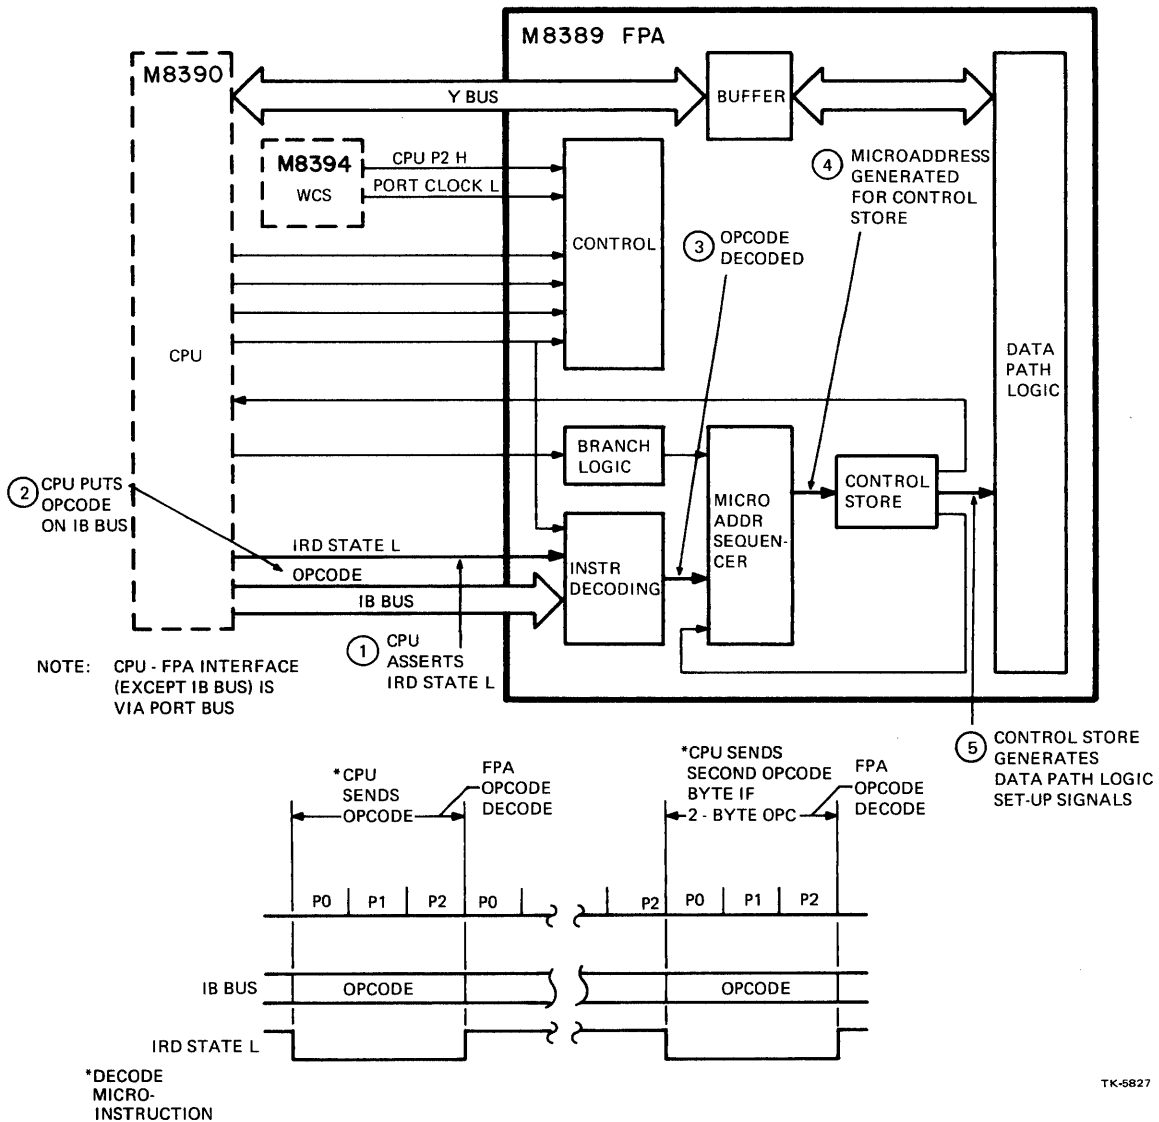 M8389 FPA
M8390
Y BUS
BUFFER
M8394
WCS
CPU P2 H
PORT CLOCK L
CONTROL
4 MICROADDRESS
GENERATED
FOR CONTROL
STORE
3 OPCODE
DECODED
CPU
DATA
PATH
LOGIC
BRANCH
LOGIC
2 CPU PUTS
OPCODE
ON IB BUS
MICRO
ADDR
SEQUEN-
CER
CONTROL
STORE
IRD STATE L
OPCODE
IB BUS
INSTR
DECODING
1 CPU
ASSERTS
IRD STATE L
NOTE: CPU - FPA INTERFACE
(EXCEPT IB BUS) IS
VIA PORT BUS
5 CONTROL STORE
GENERATES
DATA PATH LOGIC
SET-UP SIGNALS
*CPU
SENDS
OPCODE
FPA
OPCODE
DECODE
*CPU SENDS
SECOND OPCODE
BYTE IF
2 - BYTE OPC
FPA
OPCODE
DECODE
P0 P1 P2 P0 P2 P0 P1 P2
IB BUS OPCODE OPCODE
IRD STATE L
*DECODE
MICRO-
INSTRUCTION
TK-5827